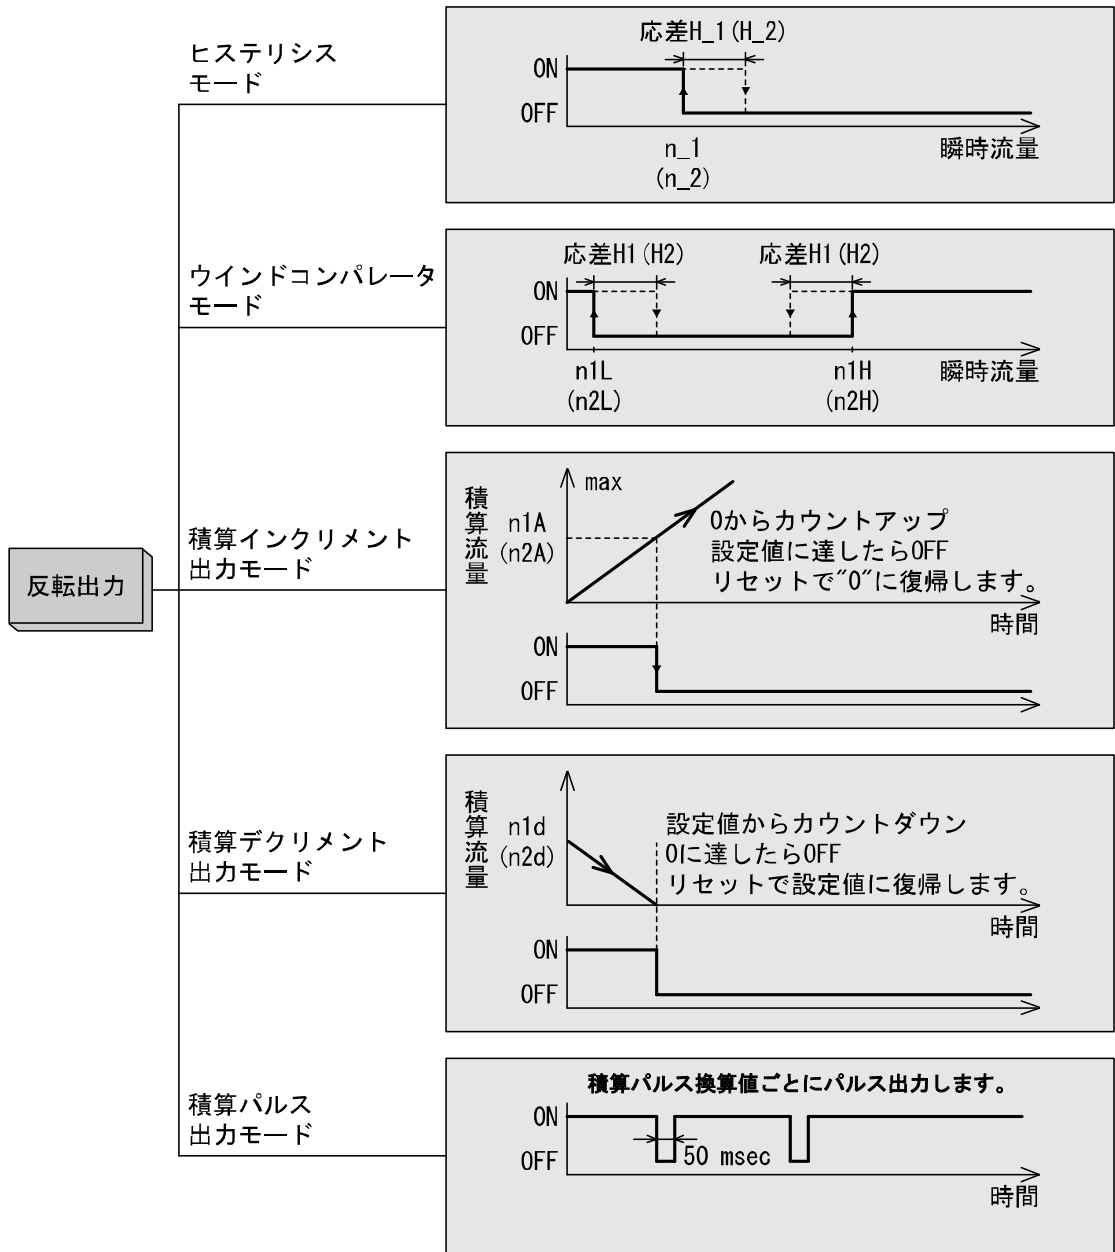 反転出力
ヒステリシス
モード
応差H_1(H_2)
ON
OFF
n_1
(n_2)
瞬時流量
ウインドコンパレータ
モード
応差H1(H2)
応差H1(H2)
ON
OFF
n1L
(n2L)
n1H
(n2H)
瞬時流量
積算インクリメント
出力モード
積算流量
n1A
(n2A)
max
0からカウントアップ
設定値に達したらOFF
リセットで"0"に復帰します。
時間
ON
OFF
積算デクリメント
出力モード
積算流量
n1d
(n2d)
設定値からカウントダウン
0に達したらOFF
リセットで設定値に復帰します。
時間
ON
OFF
積算パルス
出力モード
積算パルス換算値ごとにパルス出力します。
ON
OFF
50 msec
時間